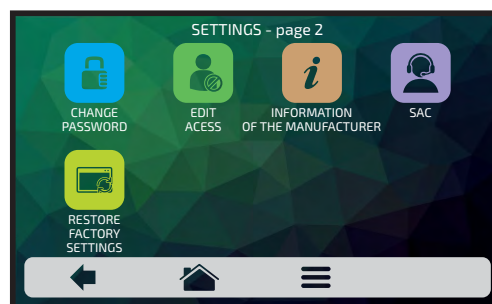 SETTINGS - page 2
CHANGE
PASSWORD
EDIT
ACESS
INFORMATION
OF THE MANUFACTURER
SAC
RESTORE
FACTORY
SETTINGS